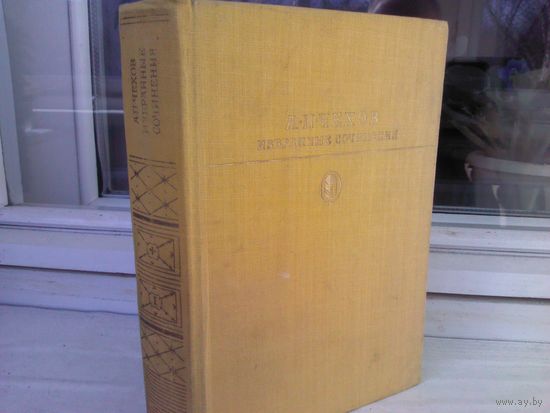 А·П·ЧЕХОВ
ИЗБРАННЫЕ
СОЧИНЕНИЯ
I
А·П·ЧЕХОВ
ИЗБРАННЫЕ СОЧИНЕНИЯ
© www.ay.by